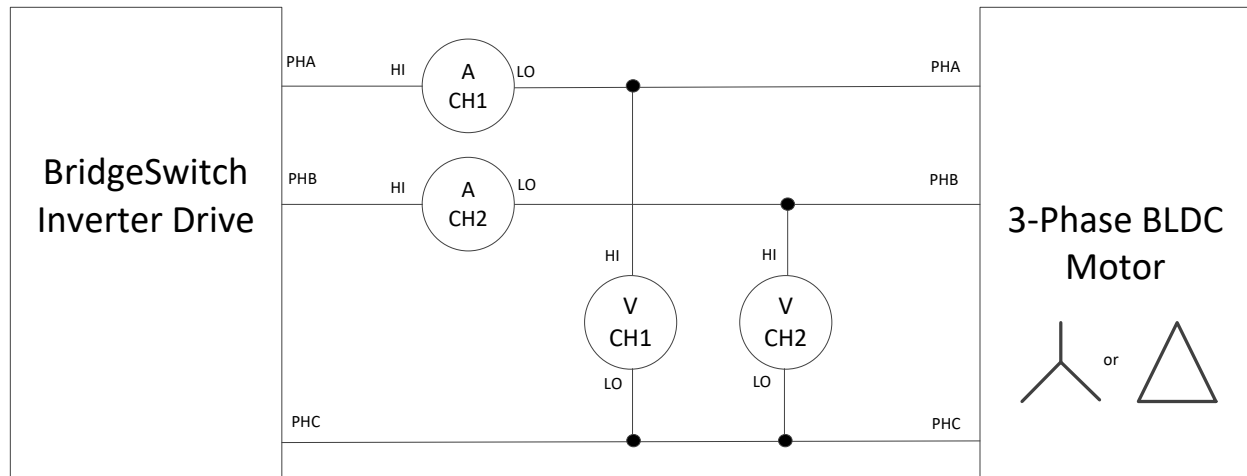 PHA
HI
A
CH1
LO
PHA
BridgeSwitch
Inverter Drive
PHB
HI
A
CH2
LO
PHB
3-Phase BLDC
Motor
HI
V
CH1
LO
HI
V
CH2
LO
or
PHC
PHC